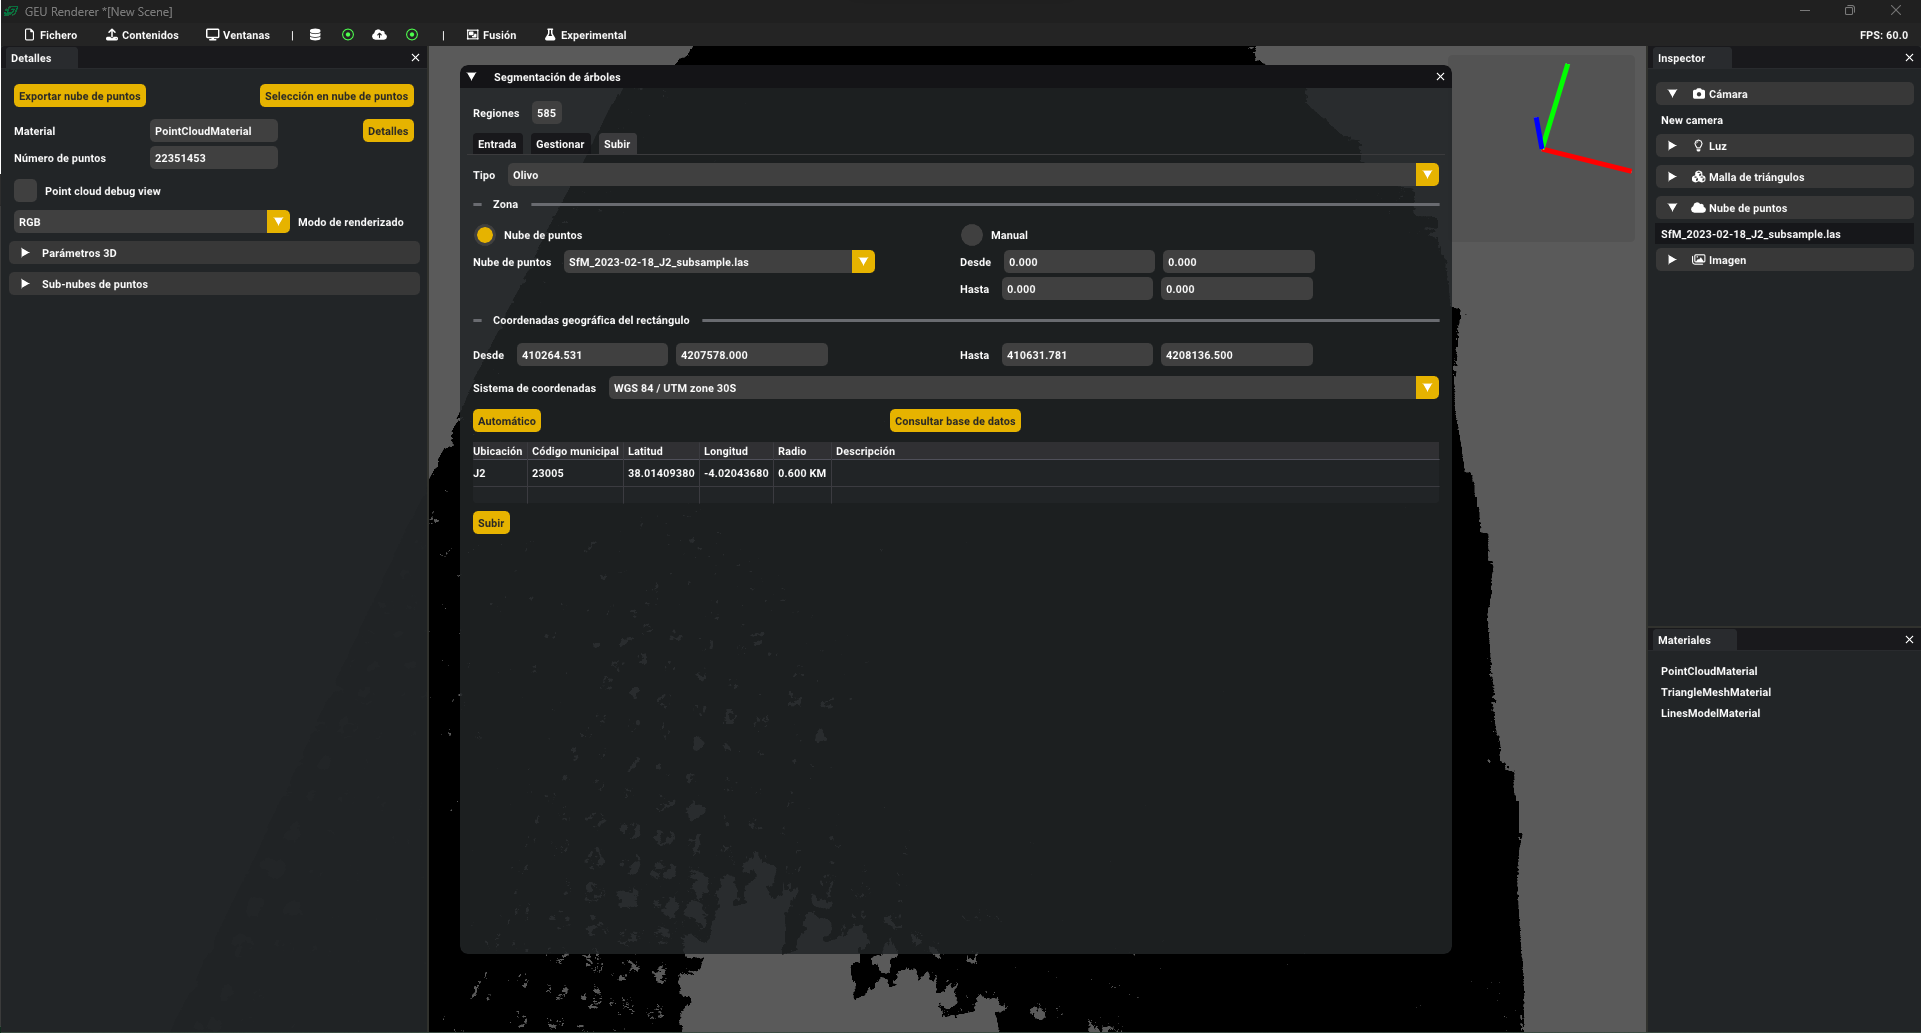 GEU Renderer *[New Scene]
Fichero Contenidos Ventanas | | Fusión Experimental FPS: 60.0
Detalles
Exportar nube de puntos Selección en nube de puntos
Material PointCloudMaterial Detalles
Número de puntos 22351453
Point cloud debug view
RGB Modo de renderizado
Parámetros 3D
Sub-nubes de puntos
Segmentación de árboles
Regiones 585
Entrada Gestionar Subir
Tipo Olivo
Zona
Nube de puntos Manual
Nube de puntos SfM_2023-02-18_J2_subsample.las Desde 0.000 0.000
Hasta 0.000 0.000
Coordenadas geográfica del rectángulo
Desde 410264.531 4207578.000 Hasta 410631.781 4208136.500
Sistema de coordenadas WGS 84 / UTM zone 30S
Automático Consultar base de datos
Ubicación Código municipal Latitud Longitud Radio Descripción
J2 23005 38.01409380 -4.02043680 0.600 KM
Subir
Inspector
Cámara
New camera
Luz
Malla de triángulos
Nube de puntos
SfM_2023-02-18_J2_subsample.las
Imagen
Materiales
PointCloudMaterial
TriangleMeshMaterial
LinesModelMaterial